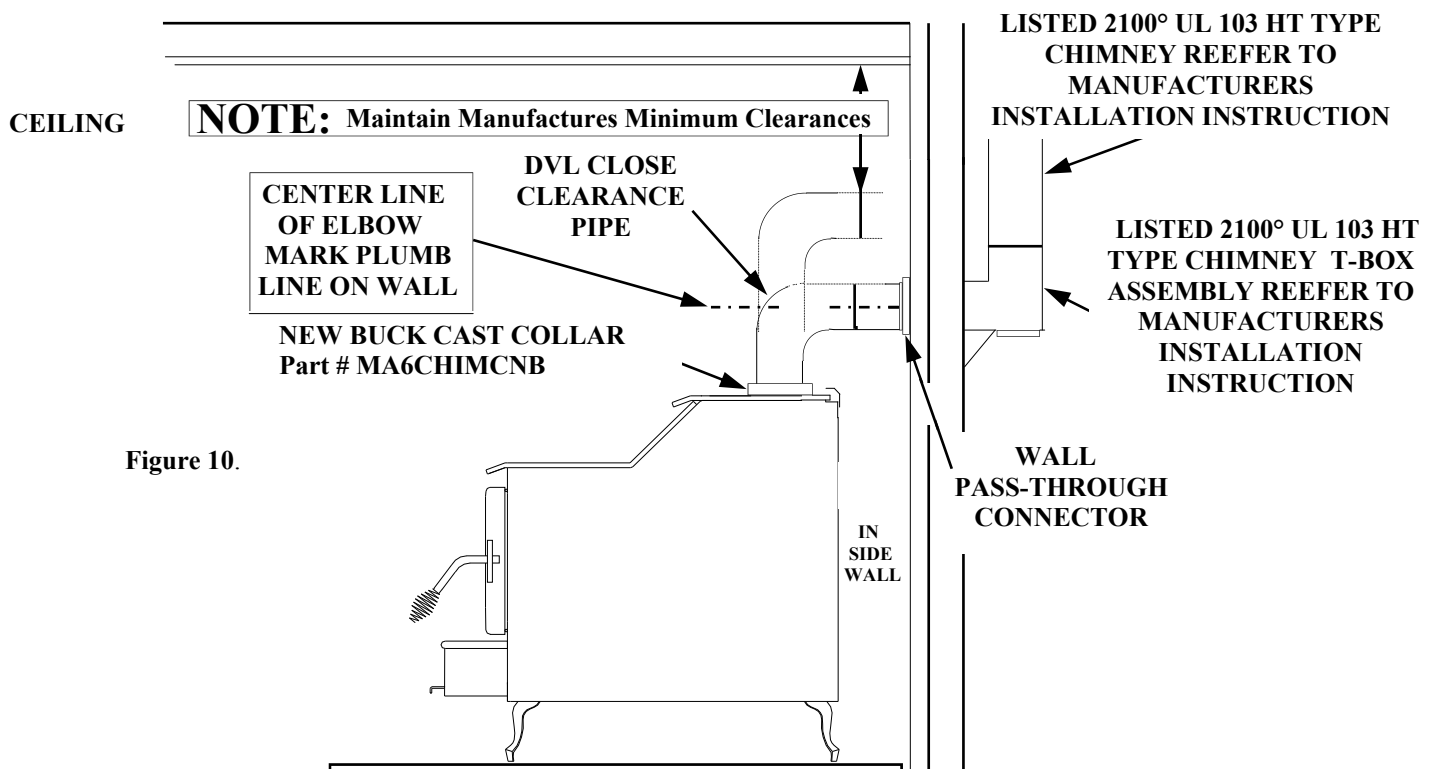 LISTED 2100° UL 103 HT TYPE
CHIMNEY REEFER TO
MANUFACTURERS
INSTALLATION INSTRUCTION
CEILING
NOTE: Maintain Manufactures Minimum Clearances
DVL CLOSE
CLEARANCE
PIPE
CENTER LINE
OF ELBOW
MARK PLUMB
LINE ON WALL
LISTED 2100° UL 103 HT
TYPE CHIMNEY T-BOX
ASSEMBLY REEFER TO
MANUFACTURERS
INSTALLATION
INSTRUCTION
NEW BUCK CAST COLLAR
Part # MA6CHIMCNB
Figure 10.
WALL
PASS-THROUGH
CONNECTOR
IN
SIDE
WALL